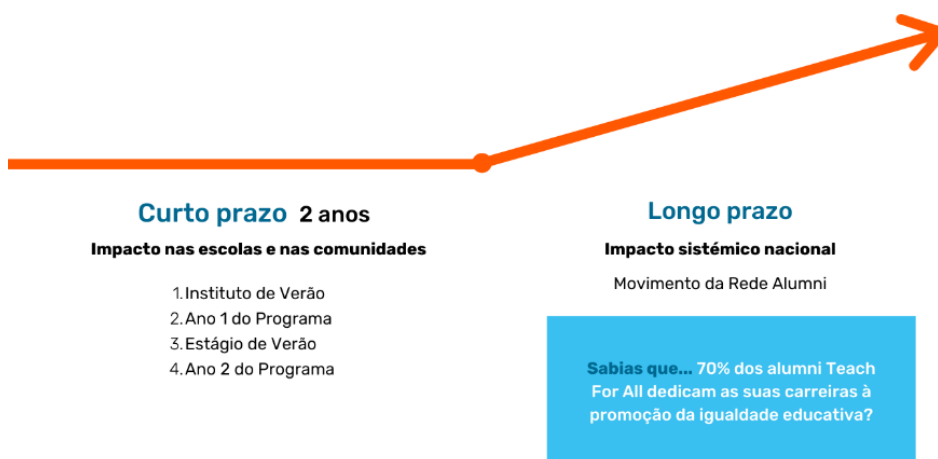 Curto prazo 2 anos
Impacto nas escolas e nas comunidades
1. Instituto de Verão
2. Ano 1 do Programa
3. Estágio de Verão
4. Ano 2 do Programa
Longo prazo
Impacto sistémico nacional
Movimento da Rede Alumni
Sabias que... 70% dos alumni Teach
For All dedicam as suas carreiras à
promoção da igualdade educativa?